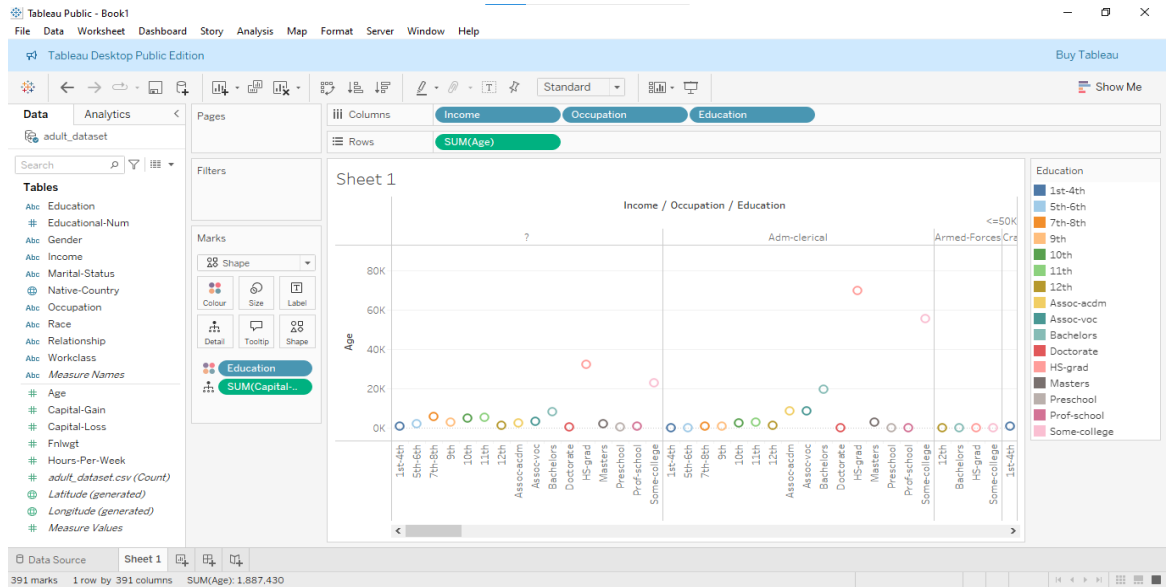 Tableau Public - Book1
File Data Worksheet Dashboard Story Analysis Map Format Server Window Help
Tableau Desktop Public Edition
Buy Tableau
Standard
Show Me
Data
Analytics
adult_dataset
Search
Tables
Abc Education
# Educational-Num
Abc Gender
Abc Income
Abc Marital-Status
Native-Country
Abc Occupation
Abc Race
Abc Relationship
Abc Workclass
Abc Measure Names
# Age
# Capital-Gain
# Capital-Loss
# Fnlwgt
# Hours-Per-Week
# adult_dataset.csv (Count)
Latitude (generated)
Longitude (generated)
# Measure Values
Pages
Filters
Marks
Shape
Colour Size Label
Detail Tooltip Shape
Education
SUM(Capital-..
Columns
Income Occupation Education
Rows
SUM(Age)
Sheet 1
Income / Occupation / Education
<=50K
? Adm-clerical Armed-Forces Cra
Age
80K
60K
40K
20K
0K
1st-4th
5th-6th
7th-8th
9th
10th
11th
12th
Assoc-acdm
Assoc-voc
Bachelors
Doctorate
HS-grad
Masters
Preschool
Prof-school
Some-college
1st-4th
5th-6th
7th-8th
9th
10th
11th
12th
Assoc-acdm
Assoc-voc
Bachelors
Doctorate
HS-grad
Masters
Preschool
Prof-school
Some-college
12th
Bachelors
HS-grad
Some-college
1st-4th
Education
1st-4th
5th-6th
7th-8th
9th
10th
11th
12th
Assoc-acdm
Assoc-voc
Bachelors
Doctorate
HS-grad
Masters
Preschool
Prof-school
Some-college
Data Source
Sheet 1
391 marks 1 row by 391 columns SUM(Age): 1.887.430